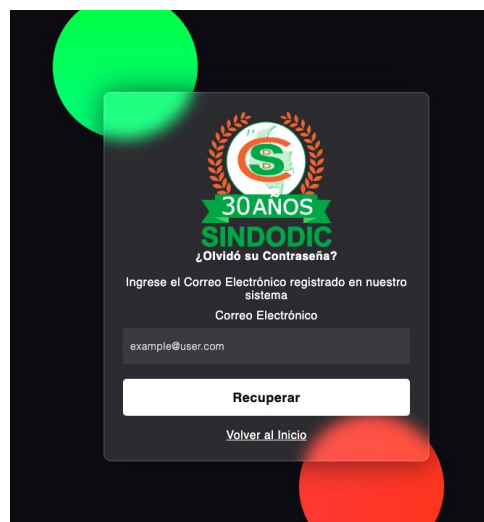 CS
30 AÑOS
SINDODIC
¿Olvidó su Contraseña?
Ingrese el Correo Electrónico registrado en nuestro
sistema
Correo Electrónico
example@user.com
Recuperar
Volver al Inicio